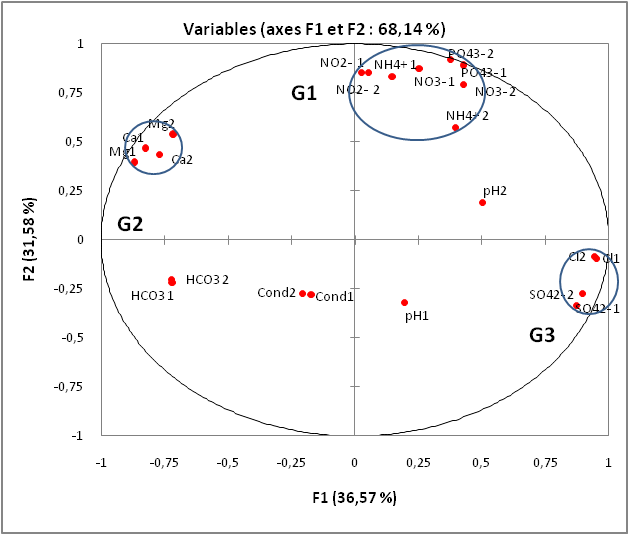 Variables (axes F1 et F2 : 68,14 %)
1
0,75
0,5
0,25
0
-0,25
-0,5
-0,75
-1
F2 (31,58 %)
NO2- 1
NH4+1
PO43-2
PO43-1
NO2- 2
NO3-1
NO3-2
G1
NH4+2
Mg2
Ca1
Mg1
Ca2
G2
pH2
HCO3 2
HCO3 1
Cond2
Cond1
pH1
Cl2
Cl1
SO42-2
SO42-1
G3
-1
-0,75
-0,5
-0,25
0
0,25
0,5
0,75
1
F1 (36,57 %)